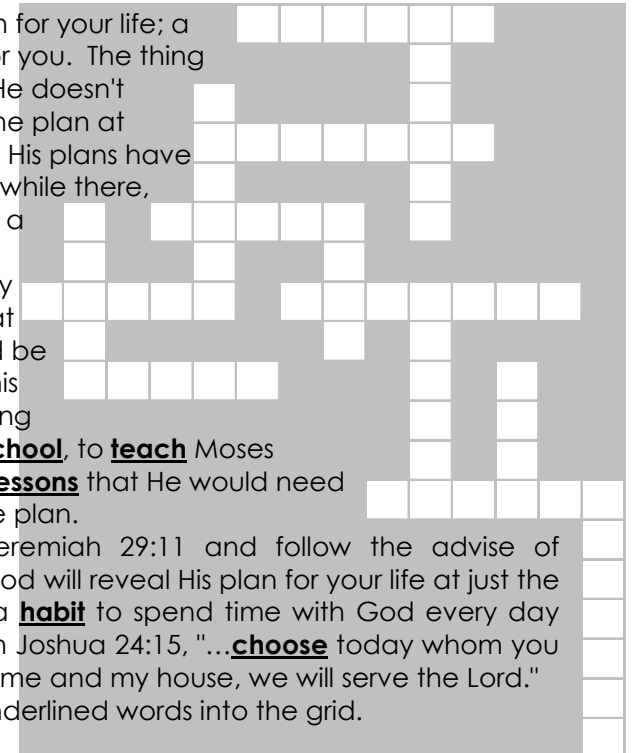 n for your life; a
r you. The thing
He doesn't
ne plan at
His plans have
while there,
a
y
at
d be
his
ng
chool, to teach Moses
essons that He would need
e plan.
eremiah 29:11 and follow the advise of
od will reveal His plan for your life at just the
a habit to spend time with God every day
n Joshua 24:15, "...choose today whom you
me and my house, we will serve the Lord."
nderlined words into the grid.